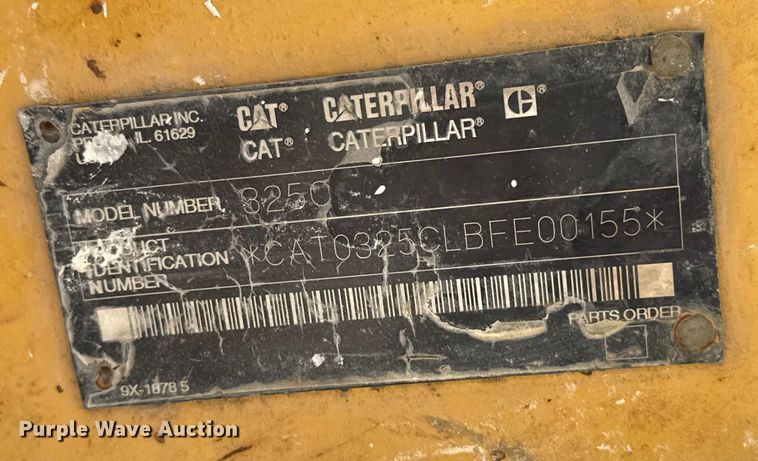 CATERPILLAR INC.
IL. 61629
CAT® CATERPILLAR® C®
CAT® CATERPILLAR®
MODEL NUMBER 325C
PRODUCT
IDENTIFICATION
NUMBER
*CAT0325CLBFE00155*
PARTS ORDER
9X-1878 5
Purple Wave Auction